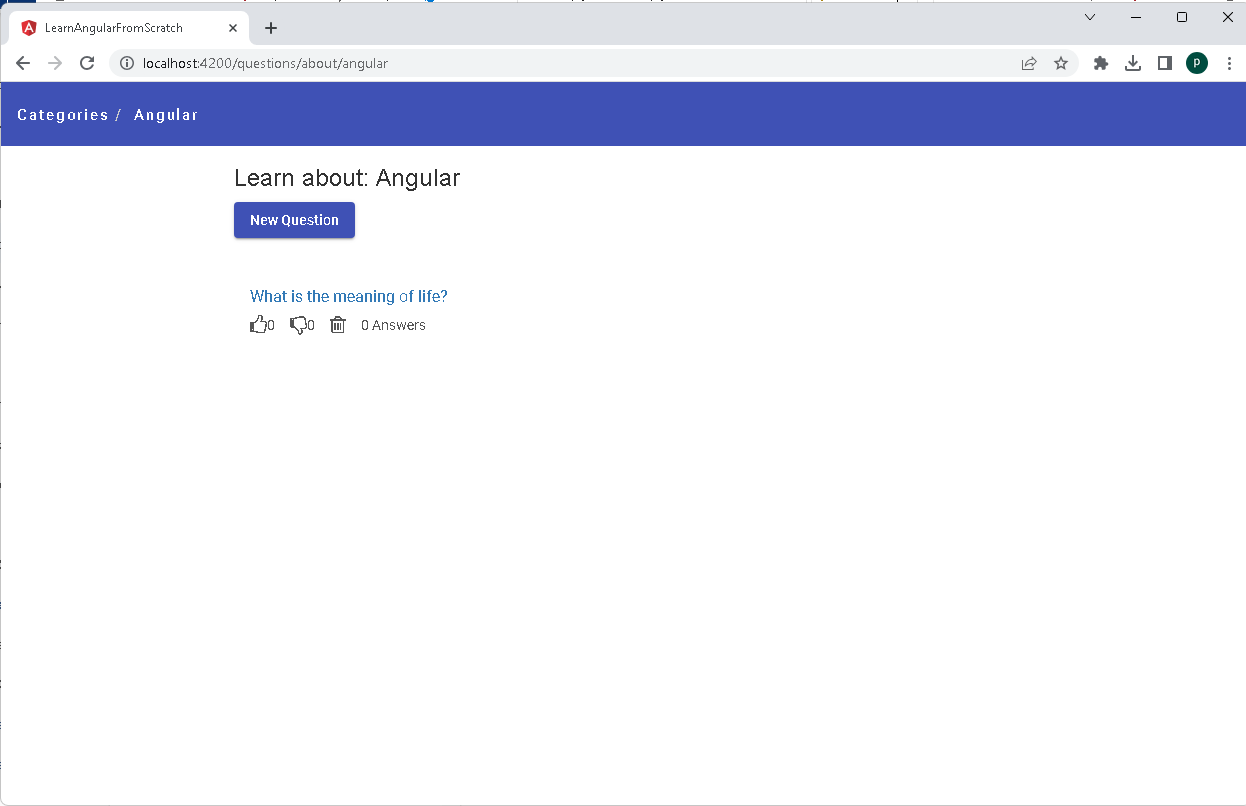 LearnAngularFromScratch
localhost:4200/questions/about/angular
p
Categories / Angular
Learn about: Angular
New Question
What is the meaning of life?
0 0 0 Answers